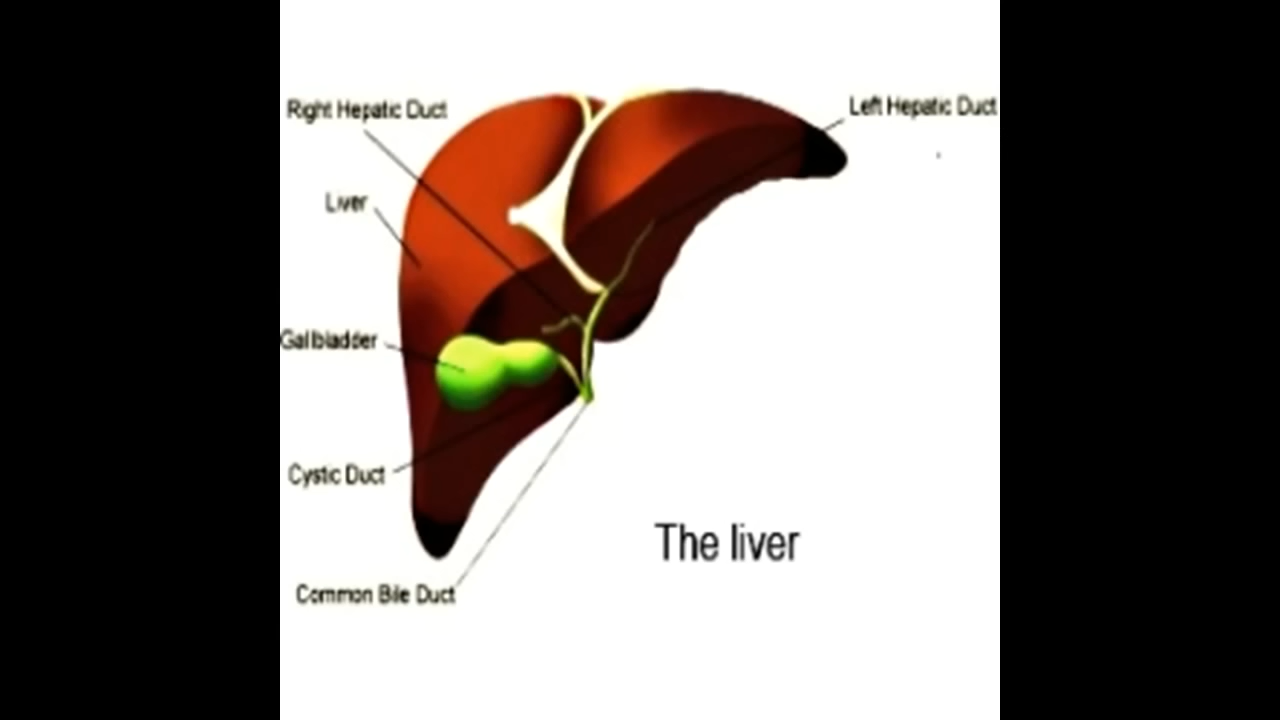 Right Hepatic Duct
Left Hepatic Duct
Liver
Gallbladder
Cystic Duct
The liver
Common Bile Duct